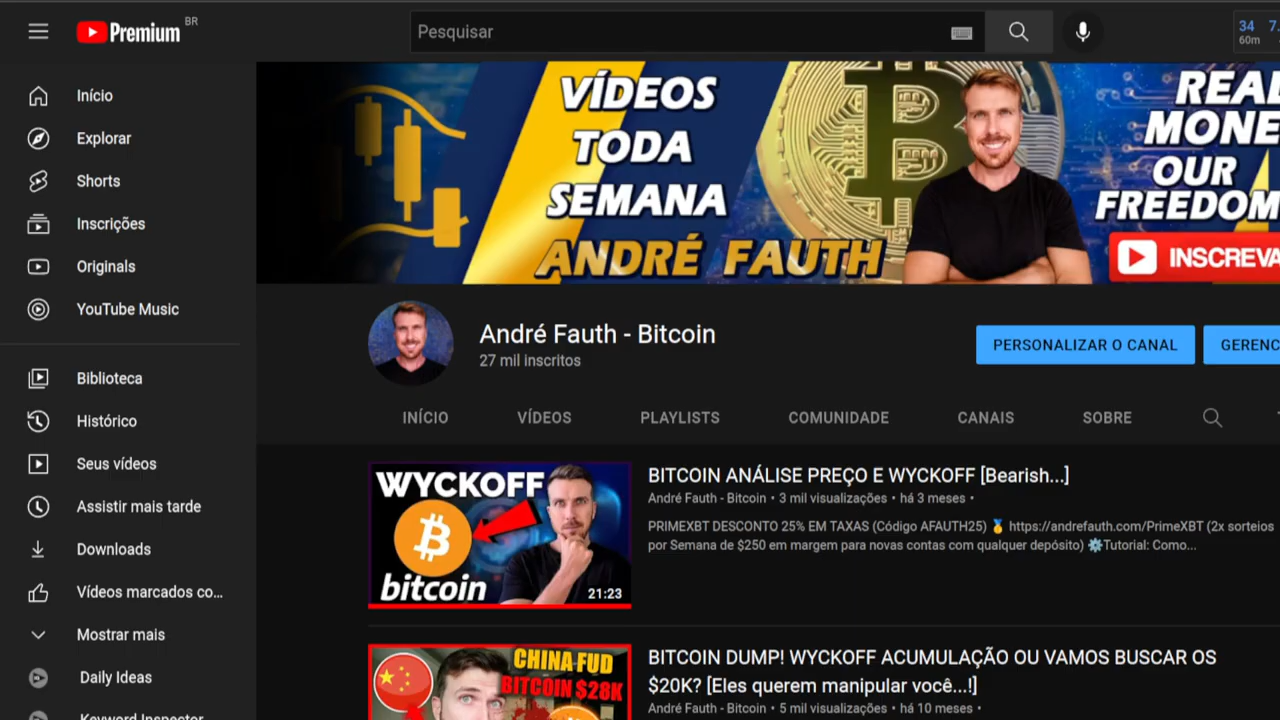 Premium BR
Pesquisar
34
60m
Início
Explorar
Shorts
Inscrições
Originals
YouTube Music
Biblioteca
Histórico
Seus vídeos
Assistir mais tarde
Downloads
Vídeos marcados co...
Mostrar mais
Daily Ideas
Keyword Inspector
VÍDEOS
TODA
SEMANA
ANDRÉ FAUTH
REAL
MONE
OUR
FREEDOM
INSCREVA
André Fauth - Bitcoin
27 mil inscritos
PERSONALIZAR O CANAL
GERENC
INÍCIO VÍDEOS PLAYLISTS COMUNIDADE CANAIS SOBRE
WYCKOFF
bitcoin
21:23
BITCOIN ANÁLISE PREÇO E WYCKOFF [Bearish...]
André Fauth - Bitcoin • 3 mil visualizações • há 3 meses •
PRIMEXBT DESCONTO 25% EM TAXAS (Código AFAUTH25) 🥇 https://andrefauth.com/PrimeXBT (2x sorteios
por Semana de $250 em margem para novas contas com qualquer depósito) ⚙️Tutorial: Como...
CHINA FUD
BITCOIN $28K
BITCOIN DUMP! WYCKOFF ACUMULAÇÃO OU VAMOS BUSCAR OS
$20K? [Eles querem manipular você...!]
André Fauth - Bitcoin • 5 mil visualizações • há 10 meses •